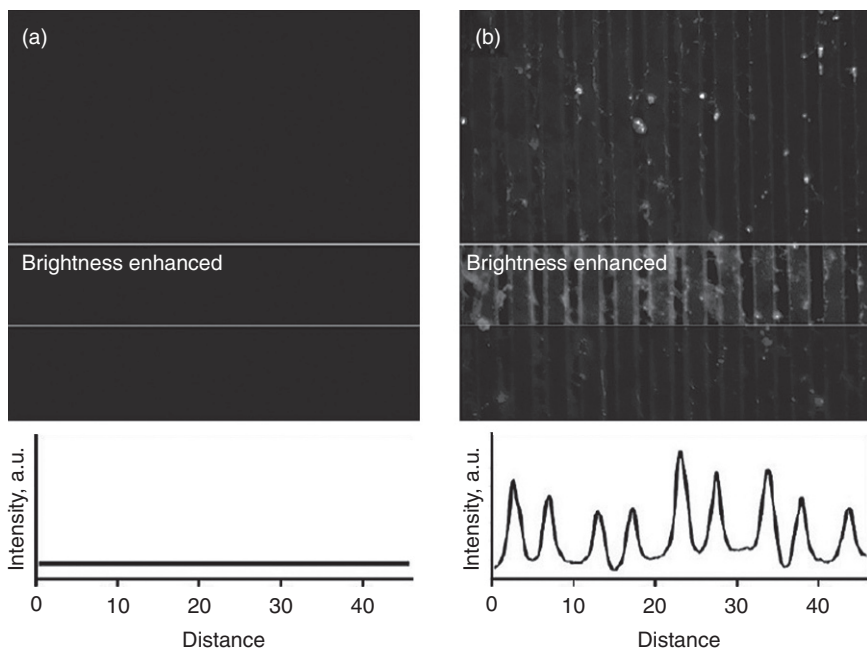 (a)
Brightness enhanced
Intensity, a.u.
0 10 20 30 40
Distance
(b)
Brightness enhanced
Intensity, a.u.
0 10 20 30 40
Distance